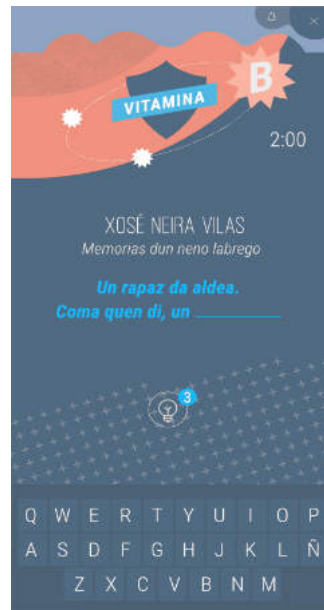 VITAMINA
B
2:00
XOSÉ NEIRA VILAS
Memorias dun neno labrego
Un rapaz da aldea.
Coma quen di, un
3
Q W E R T Y U I O P
A S D F G H J K L Ñ
Z X C V B N M